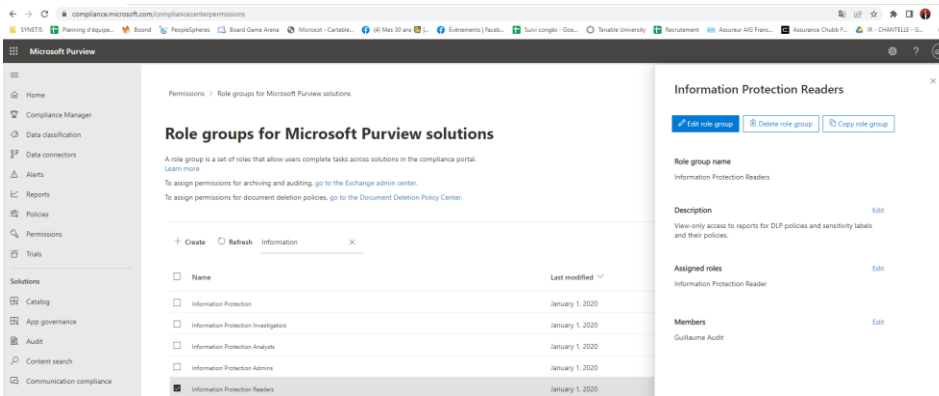 compliance.microsoft.com/compliancecenterpermissions
SYNETIS Planning d'équipe... Boond PeopleSpheres Board Game Arena Microsot - Cartable... (4) Mes 30 ans | Evènements | Faceb... Suivi congés - Goo... Tenable University Recrutement Assureur AIG Franc... Assurance Chubb F... IR - CHANTELLE - G...
Microsoft Purview
Home
Compliance Manager
Data classification
Data connectors
Alerts
Reports
Policies
Permissions
Trials
Solutions
Catalog
App governance
Audit
Content search
Communication compliance
Permissions > Role groups for Microsoft Purview solutions
Role groups for Microsoft Purview solutions
A role group is a set of roles that allow users complete tasks across solutions in the compliance portal.
Learn more
To assign permissions for archiving and auditing, go to the Exchange admin center.
To assign permissions for document deletion policies, go to the Document Deletion Policy Center.
+ Create Refresh Information ×
Name Last modified
Information Protection January 1, 2020
Information Protection Investigators January 1, 2020
Information Protection Analysts January 1, 2020
Information Protection Admins January 1, 2020
Information Protection Readers January 1, 2020
Information Protection Readers
Edit role group Delete role group Copy role group
Role group name
Information Protection Readers
Description Edit
View-only access to reports for DLP policies and sensitivity labels
and their policies.
Assigned roles Edit
Information Protection Reader
Members Edit
Guillaume Audit